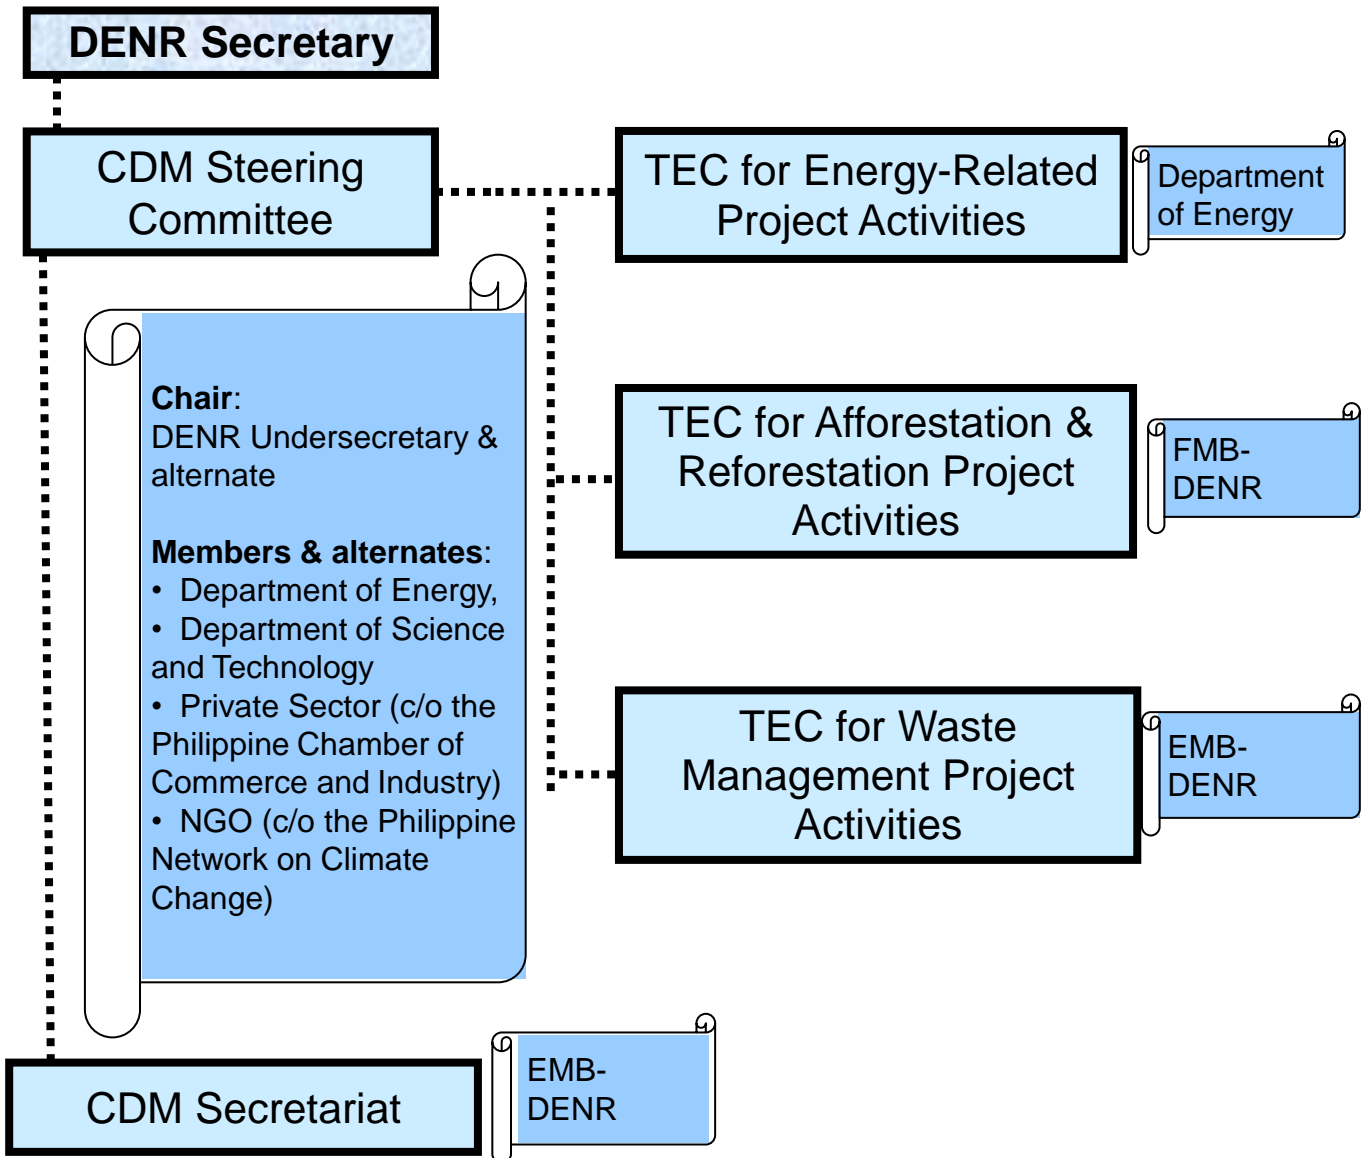 DENR Secretary
CDM Steering
Committee
TEC for Energy-Related
Project Activities
Department
of Energy
Chair:
DENR Undersecretary &
alternate
Members & alternates:
• Department of Energy,
• Department of Science
and Technology
• Private Sector (c/o the
Philippine Chamber of
Commerce and Industry)
• NGO (c/o the Philippine
Network on Climate
Change)
TEC for Afforestation &
Reforestation Project
Activities
FMB-
DENR
TEC for Waste
Management Project
Activities
EMB-
DENR
CDM Secretariat
EMB-
DENR